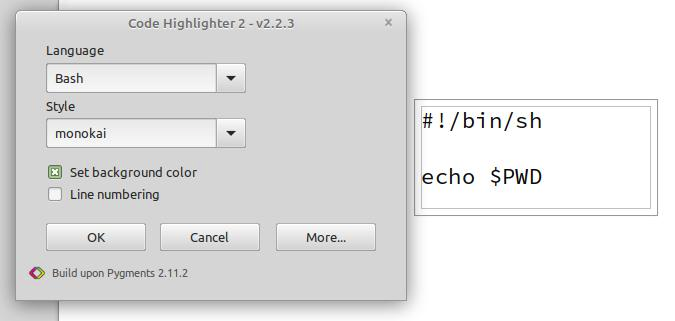 Code Highlighter 2 - v2.2.3
Language
Bash
Style
monokai
Set background color
Line numbering
OK Cancel More...
Build upon Pygments 2.11.2
#!/bin/sh
echo $PWD